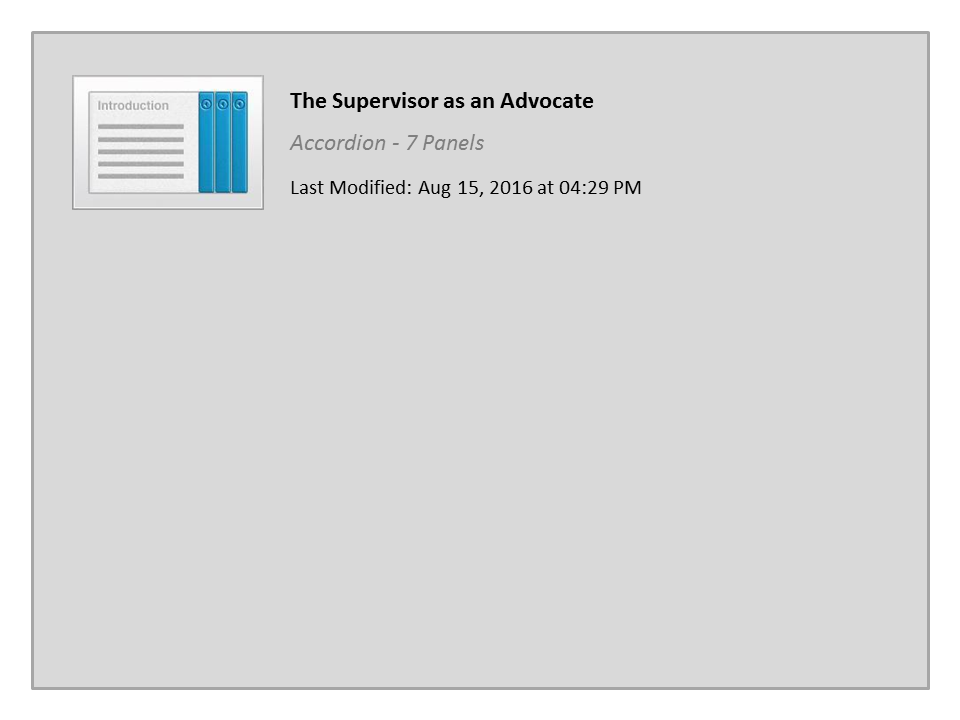 Introduction
The Supervisor as an Advocate
Accordion - 7 Panels
Last Modified: Aug 15, 2016 at 04:29 PM